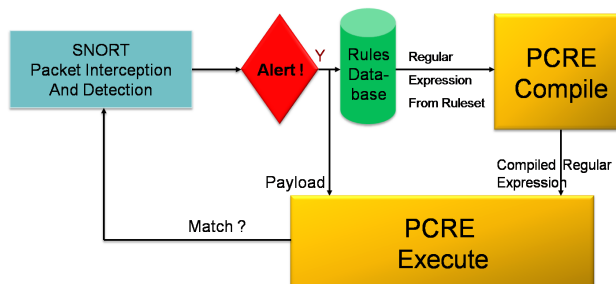 SNORT
Packet Interception
And Detection
Alert !
Y
Rules
Data-
base
Regular
Expression
From Ruleset
PCRE
Compile
Compiled Regular
Expression
Payload
Match ?
PCRE
Execute